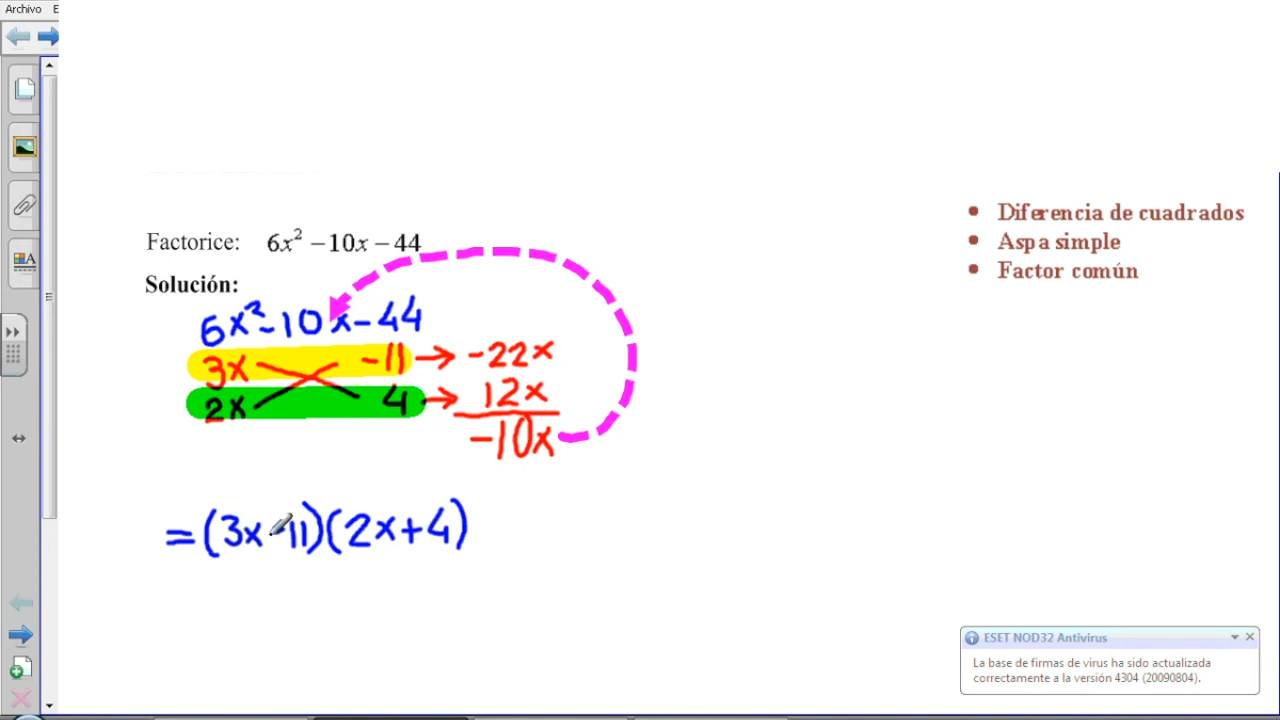 Archivo E
• Diferencia de cuadrados
• Aspa simple
• Factor común
Factorice: 6x² − 10x − 44
Solución:
6x² - 10x - 44
3x -11 → -22x
2x 4 → 12x
-10x
= (3x - 11)(2x + 4)
ESET NOD32 Antivirus
La base de firmas de virus ha sido actualizada
correctamente a la versión 4304 (20090804).